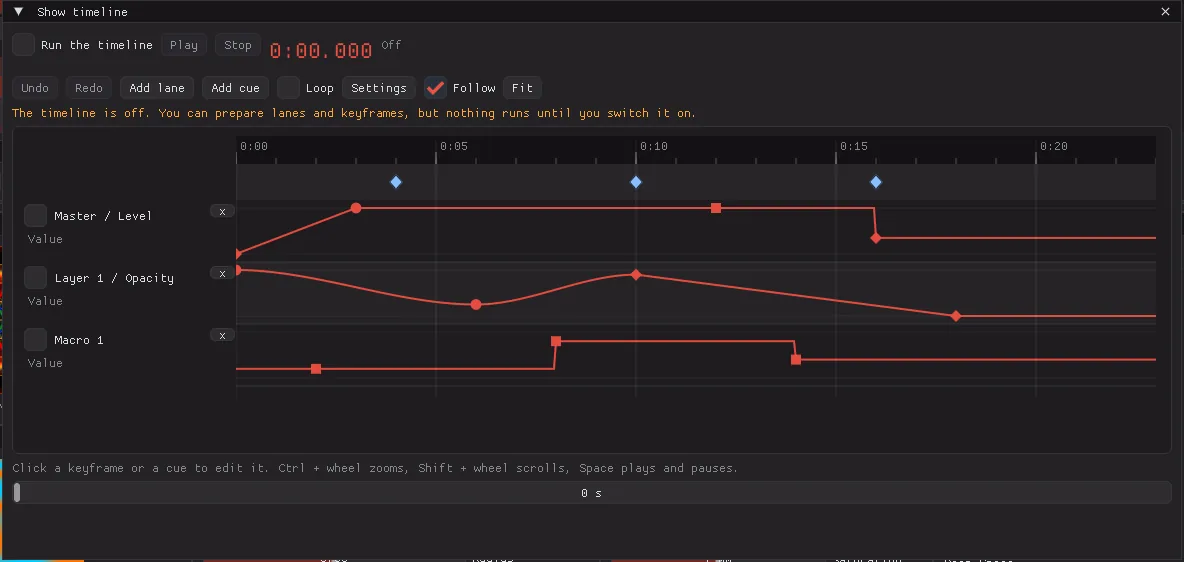 Show timeline
Run the timeline Play Stop 0:00.000 Off
Undo Redo Add lane Add cue Loop Settings Follow Fit
The timeline is off. You can prepare lanes and keyframes, but nothing runs until you switch it on.
0:00 0:05 0:10 0:15 0:20
Master / Level x
Value
Layer 1 / Opacity x
Value
Macro 1 x
Value
Click a keyframe or a cue to edit it. Ctrl + wheel zooms, Shift + wheel scrolls, Space plays and pauses.
0 s